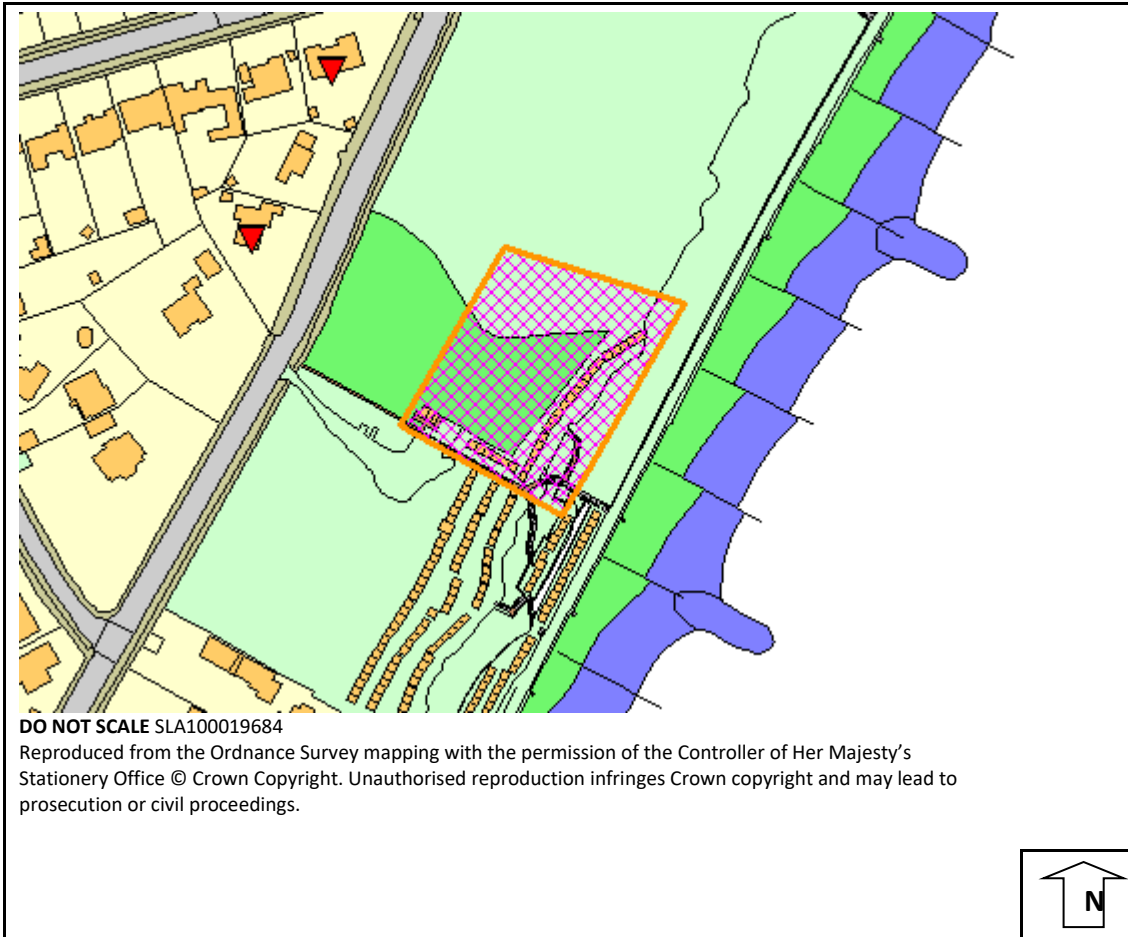 DO NOT SCALE SLA100019684
Reproduced from the Ordnance Survey mapping with the permission of the Controller of Her Majesty's
Stationery Office © Crown Copyright. Unauthorised reproduction infringes Crown copyright and may lead to
prosecution or civil proceedings.
N